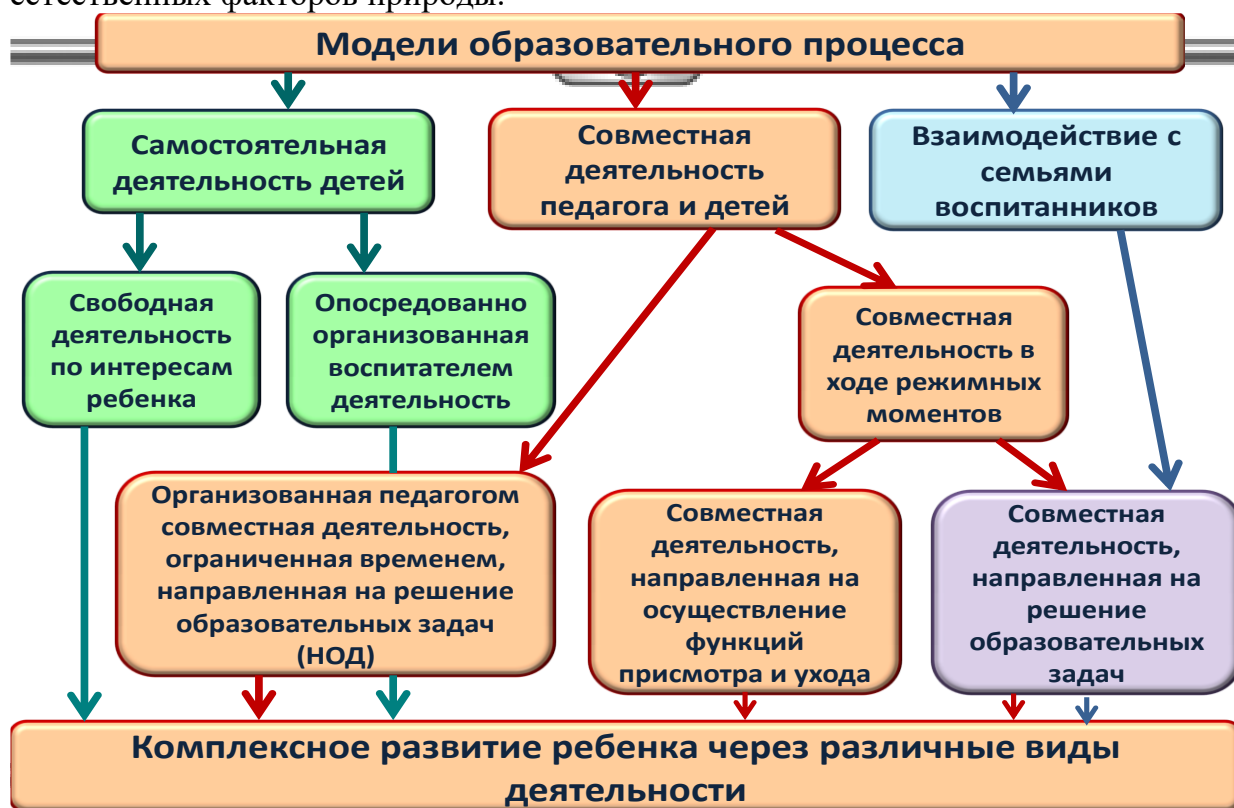 естественных факторов природы.
Модели образовательного процесса
Самостоятельная
деятельность детей
Совместная
деятельность
педагога и детей
Взаимодействие с
семьями
воспитанников
Свободная
деятельность
по интересам
ребенка
Опосредованно
организованная
воспитателем
деятельность
Совместная
деятельность в
ходе режимных
моментов
Организованная педагогом
совместная деятельность,
ограниченная временем,
направленная на решение
образовательных задач
(НОД)
Совместная
деятельность,
направленная на
осуществление
функций
присмотра и ухода
Совместная
деятельность,
направленная на
решение
образовательных
задач
Комплексное развитие ребенка через различные виды
деятельности